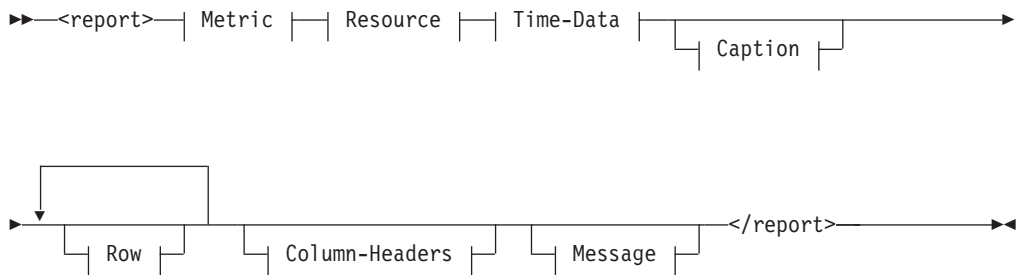 <report> Metric Resource Time-Data
Caption
</report>
Row Column-Headers Message